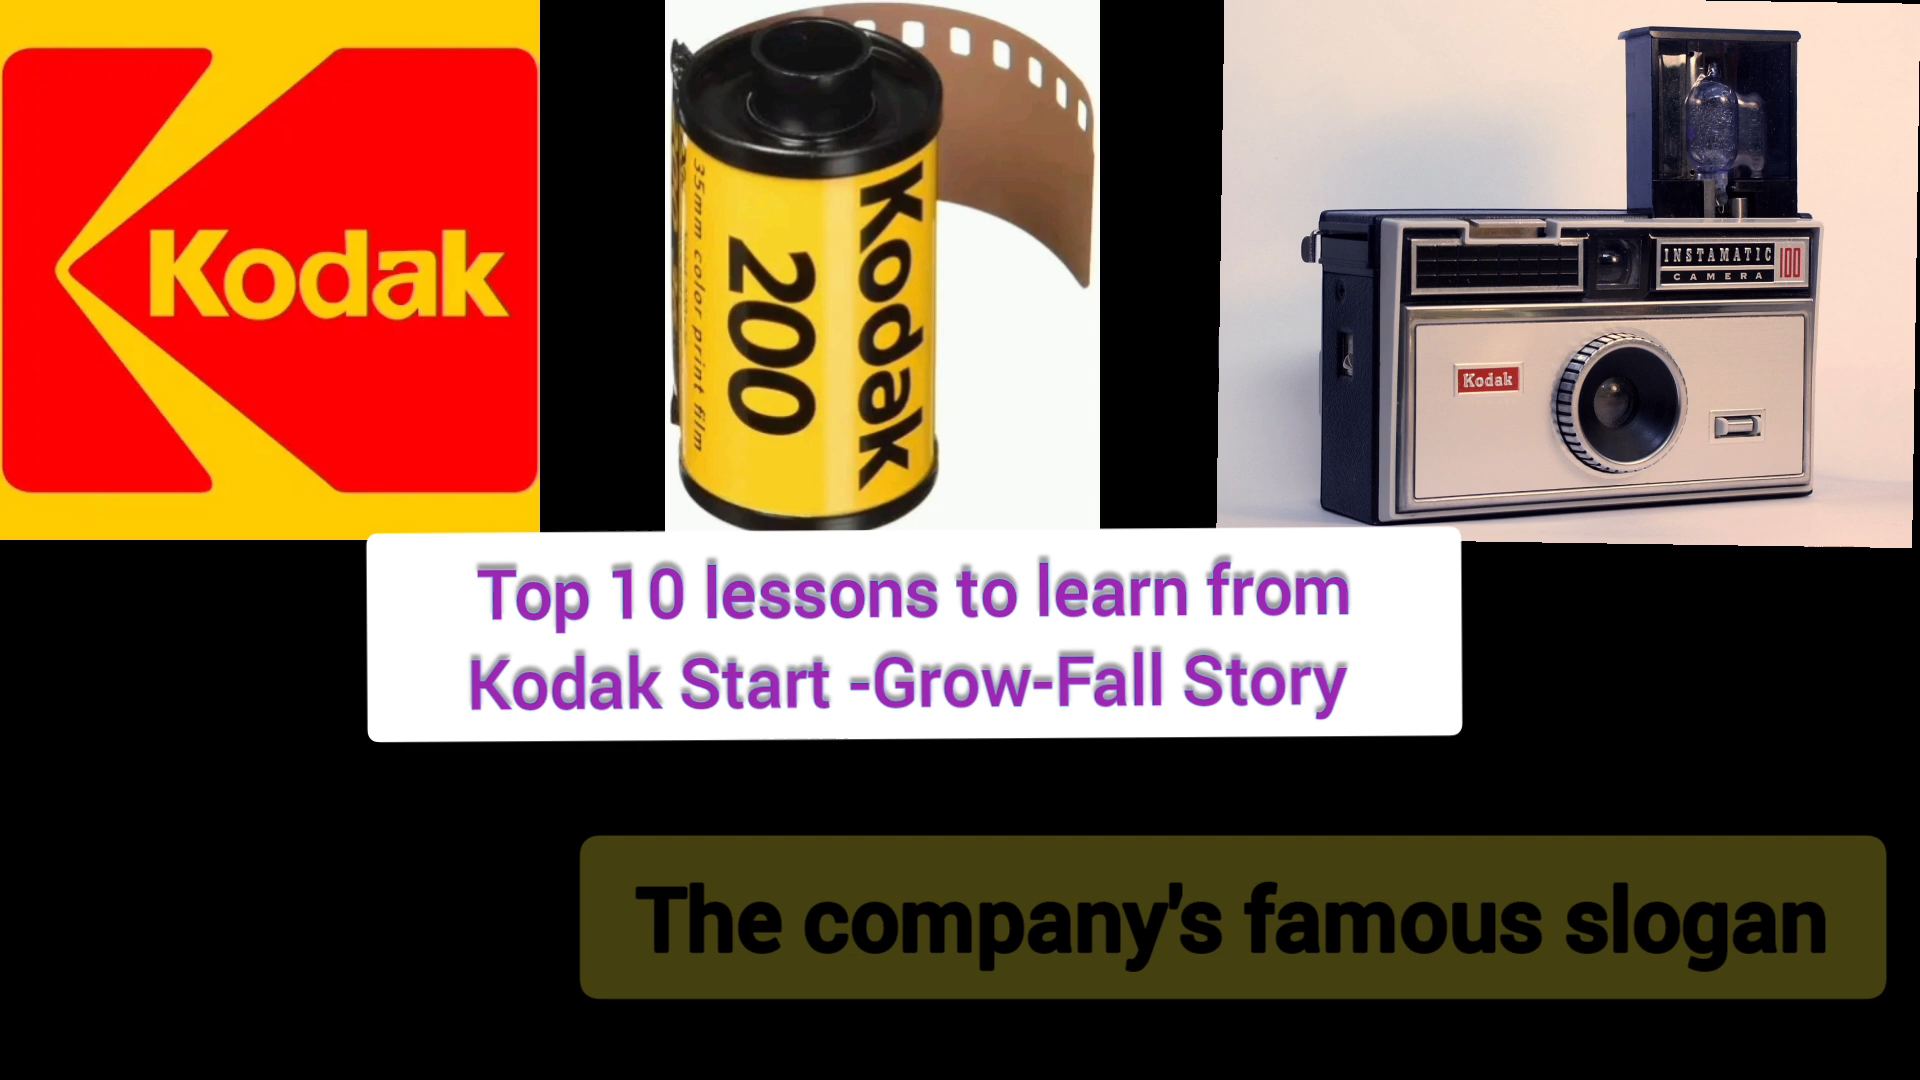 Kodak
Kodak
200
35mm color print film
INSTAMATIC 100
CAMERA
Kodak
Top 10 lessons to learn from
Kodak Start -Grow-Fall Story
The company's famous slogan